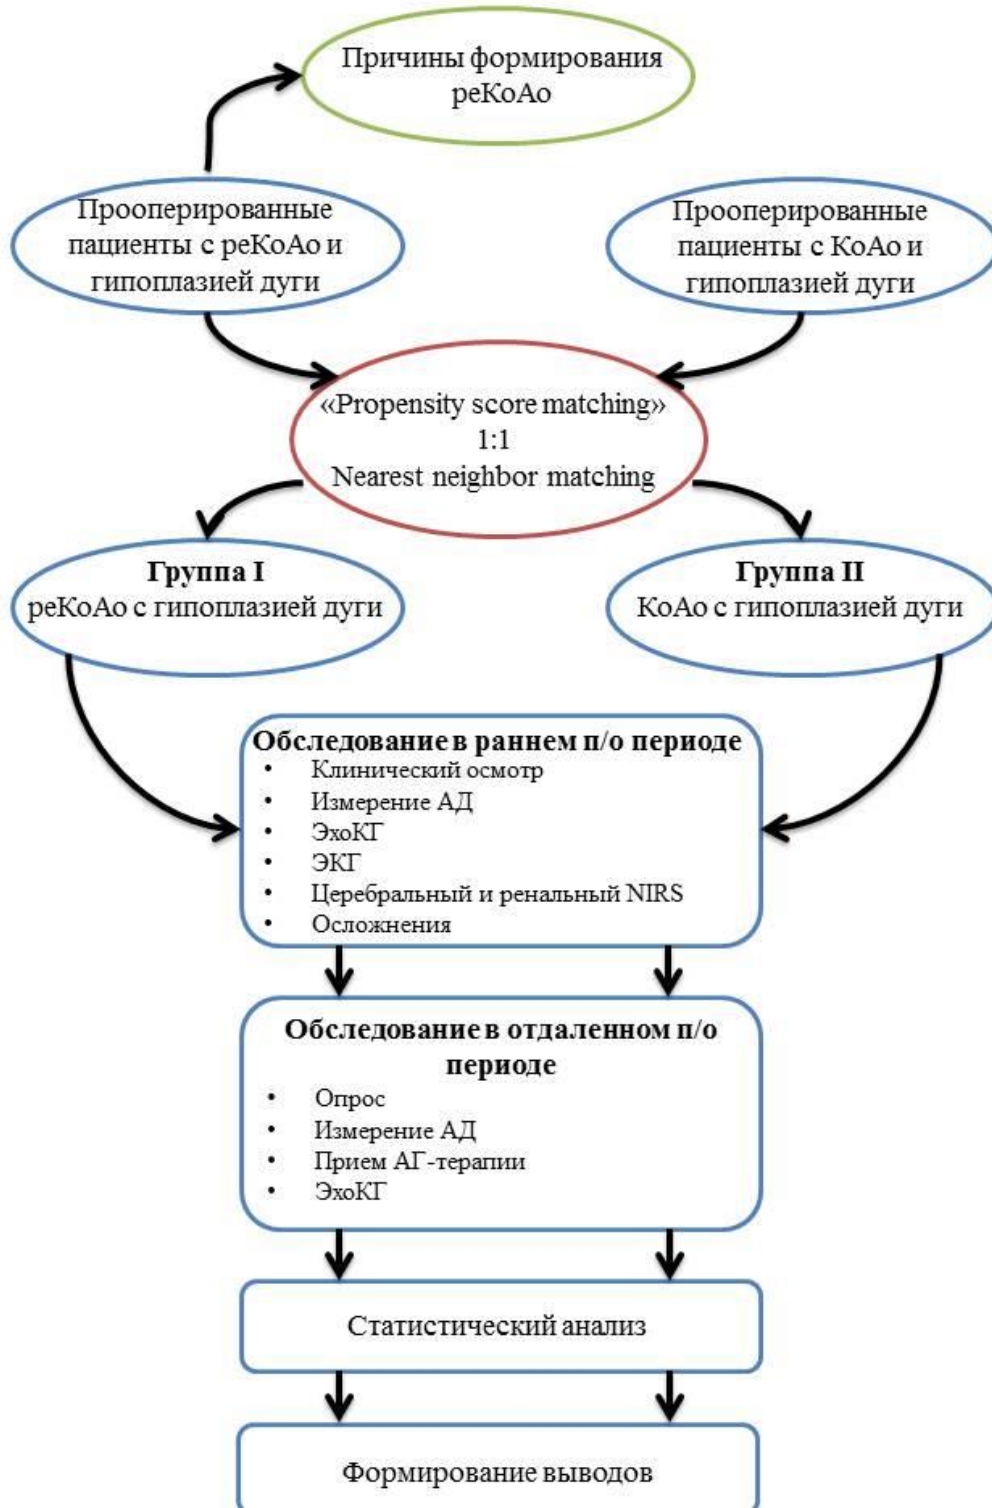 Причины формирования
реКоАо
Прооперированные
пациенты с реКоАо и
гипоплазией дуги
Прооперированные
пациенты с КоАо и
гипоплазией дуги
«Propensity score matching»
1:1
Nearest neighbor matching
Группа I
реКоАо с гипоплазией дуги
Группа II
КоАо с гипоплазией дуги
Обследование в раннем п/о периоде
• Клинический осмотр
• Измерение АД
• ЭхоКГ
• ЭКГ
• Церебральный и ренальный NIRS
• Осложнения
Обследование в отдаленном п/о
периоде
• Опрос
• Измерение АД
• Прием АГ-терапии
• ЭхоКГ
Статистический анализ
Формирование выводов